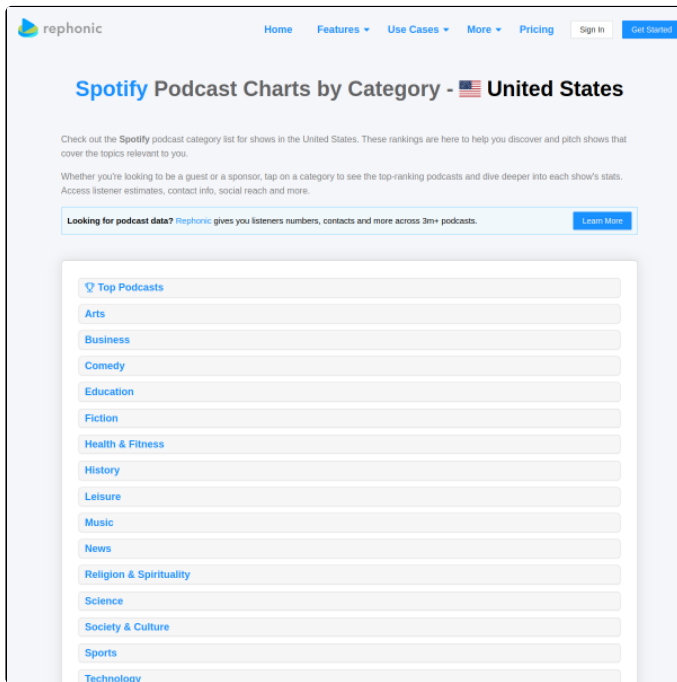 rephonic
Home Features Use Cases More Pricing Sign In Get Started
Spotify Podcast Charts by Category - United States
Check out the Spotify podcast category list for shows in the United States. These rankings are here to help you discover and pitch shows that
cover the topics relevant to you.
Whether you're looking to be a guest or a sponsor, tap on a category to see the top-ranking podcasts and dive deeper into each show's stats.
Access listener estimates, contact info, social reach and more.
Looking for podcast data? Rephonic gives you listeners numbers, contacts and more across 3m+ podcasts. Learn More
Top Podcasts
Arts
Business
Comedy
Education
Fiction
Health & Fitness
History
Leisure
Music
News
Religion & Spirituality
Science
Society & Culture
Sports
Technology